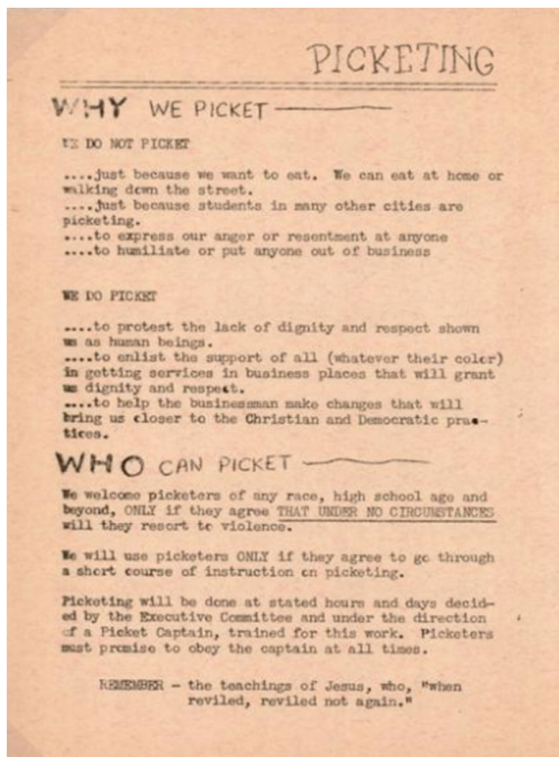 PICKETING
WHY WE PICKET
WE DO NOT PICKET
....just because we want to eat. We can eat at home or
walking down the street.
....just because students in many other cities are
picketing.
....to express our anger or resentment at anyone
....to humiliate or put anyone out of business
WE DO PICKET
....to protest the lack of dignity and respect shown
us as human beings.
....to enlist the support of all (whatever their color)
in getting services in business places that will grant
us dignity and respect.
....to help the businessman make changes that will
bring us closer to the Christian and Democratic prac-
tices.
WHO CAN PICKET
We welcome picketers of any race, high school age and
beyond, ONLY if they agree THAT UNDER NO CIRCUMSTANCES
will they resort to violence.
We will use picketers ONLY if they agree to go through
a short course of instruction on picketing.
Picketing will be done at stated hours and days decid-
ed by the Executive Committee and under the direction
of a Picket Captain, trained for this work. Picketers
must promise to obey the captain at all times.
REMEMBER - the teachings of Jesus, who, "when
reviled, reviled not again."